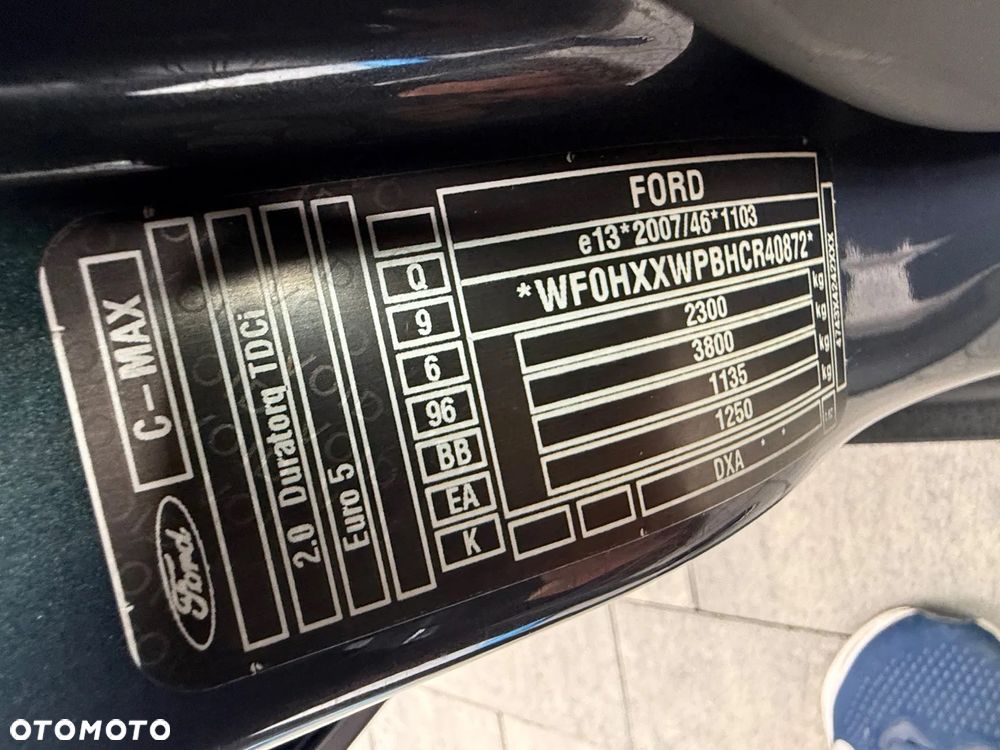 FORD
e13*2007/46*1103
*WF0HXXWPBHCR40872*
2300 kg
3800 kg
1135 kg
1250 kg
DXA * *
Q
9
6
96
BB
EA
K
C-MAX
Ford
2.0 Duratorq TDCi
Euro 5
OTOMOTO